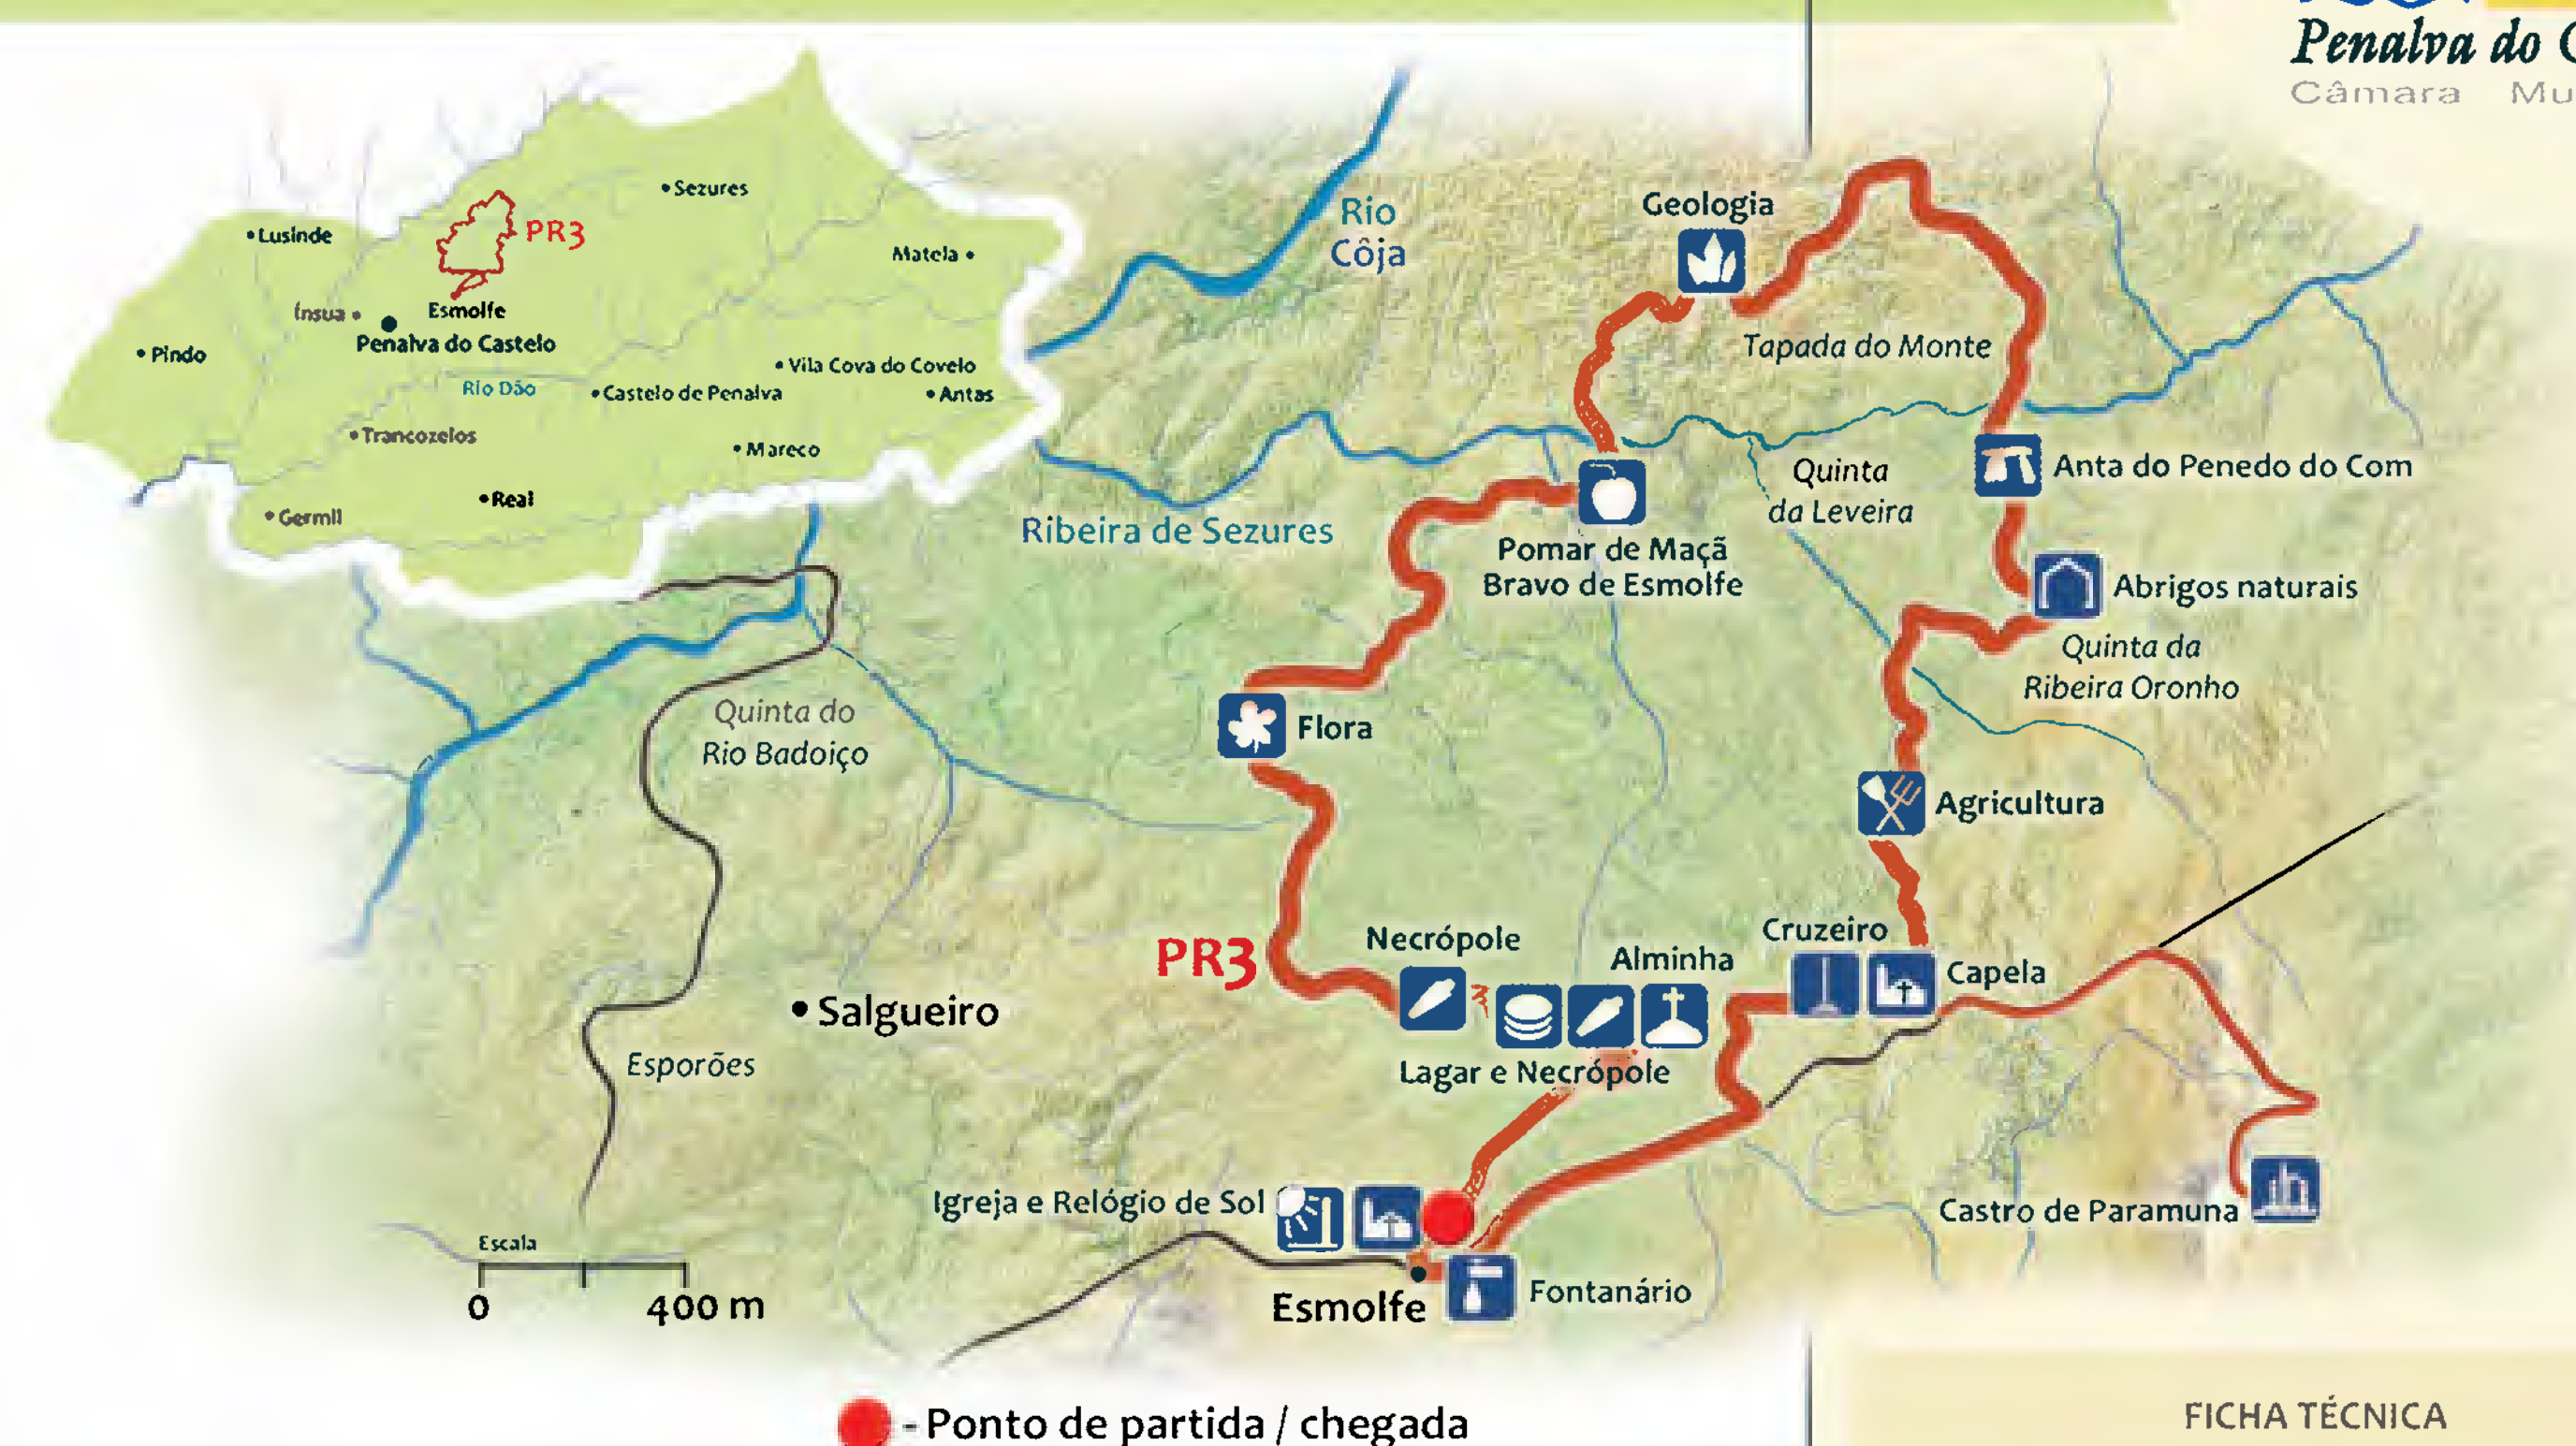 Penalva do
Câmara
Sezures
Lusinde
PR3
Matela
Ínsua
Esmolfe
Penalva do Castelo
Pindo
Vila Cova do Covelo
Rio Dão
Castelo de Penalva
Antas
Trancozelos
Mareco
Real
Germil
Rio
Côja
Geologia
Tapada do Monte
Quinta
da Leveira
Anta do Penedo do Com
Ribeira de Sezures
Pomar de Maçã
Bravo de Esmolfe
Abrigos naturais
Quinta da
Ribeira Oronho
Quinta do
Rio Badoiço
Flora
Agricultura
PR3
Necrópole
Alminha
Cruzeiro
Capela
Salgueiro
Lagar e Necrópole
Esporões
Igreja e Relógio de Sol
Castro de Paramuna
Escala
0 400 m
Esmolfe
Fontanário
- Ponto de partida / chegada
FICHA TÉCNICA